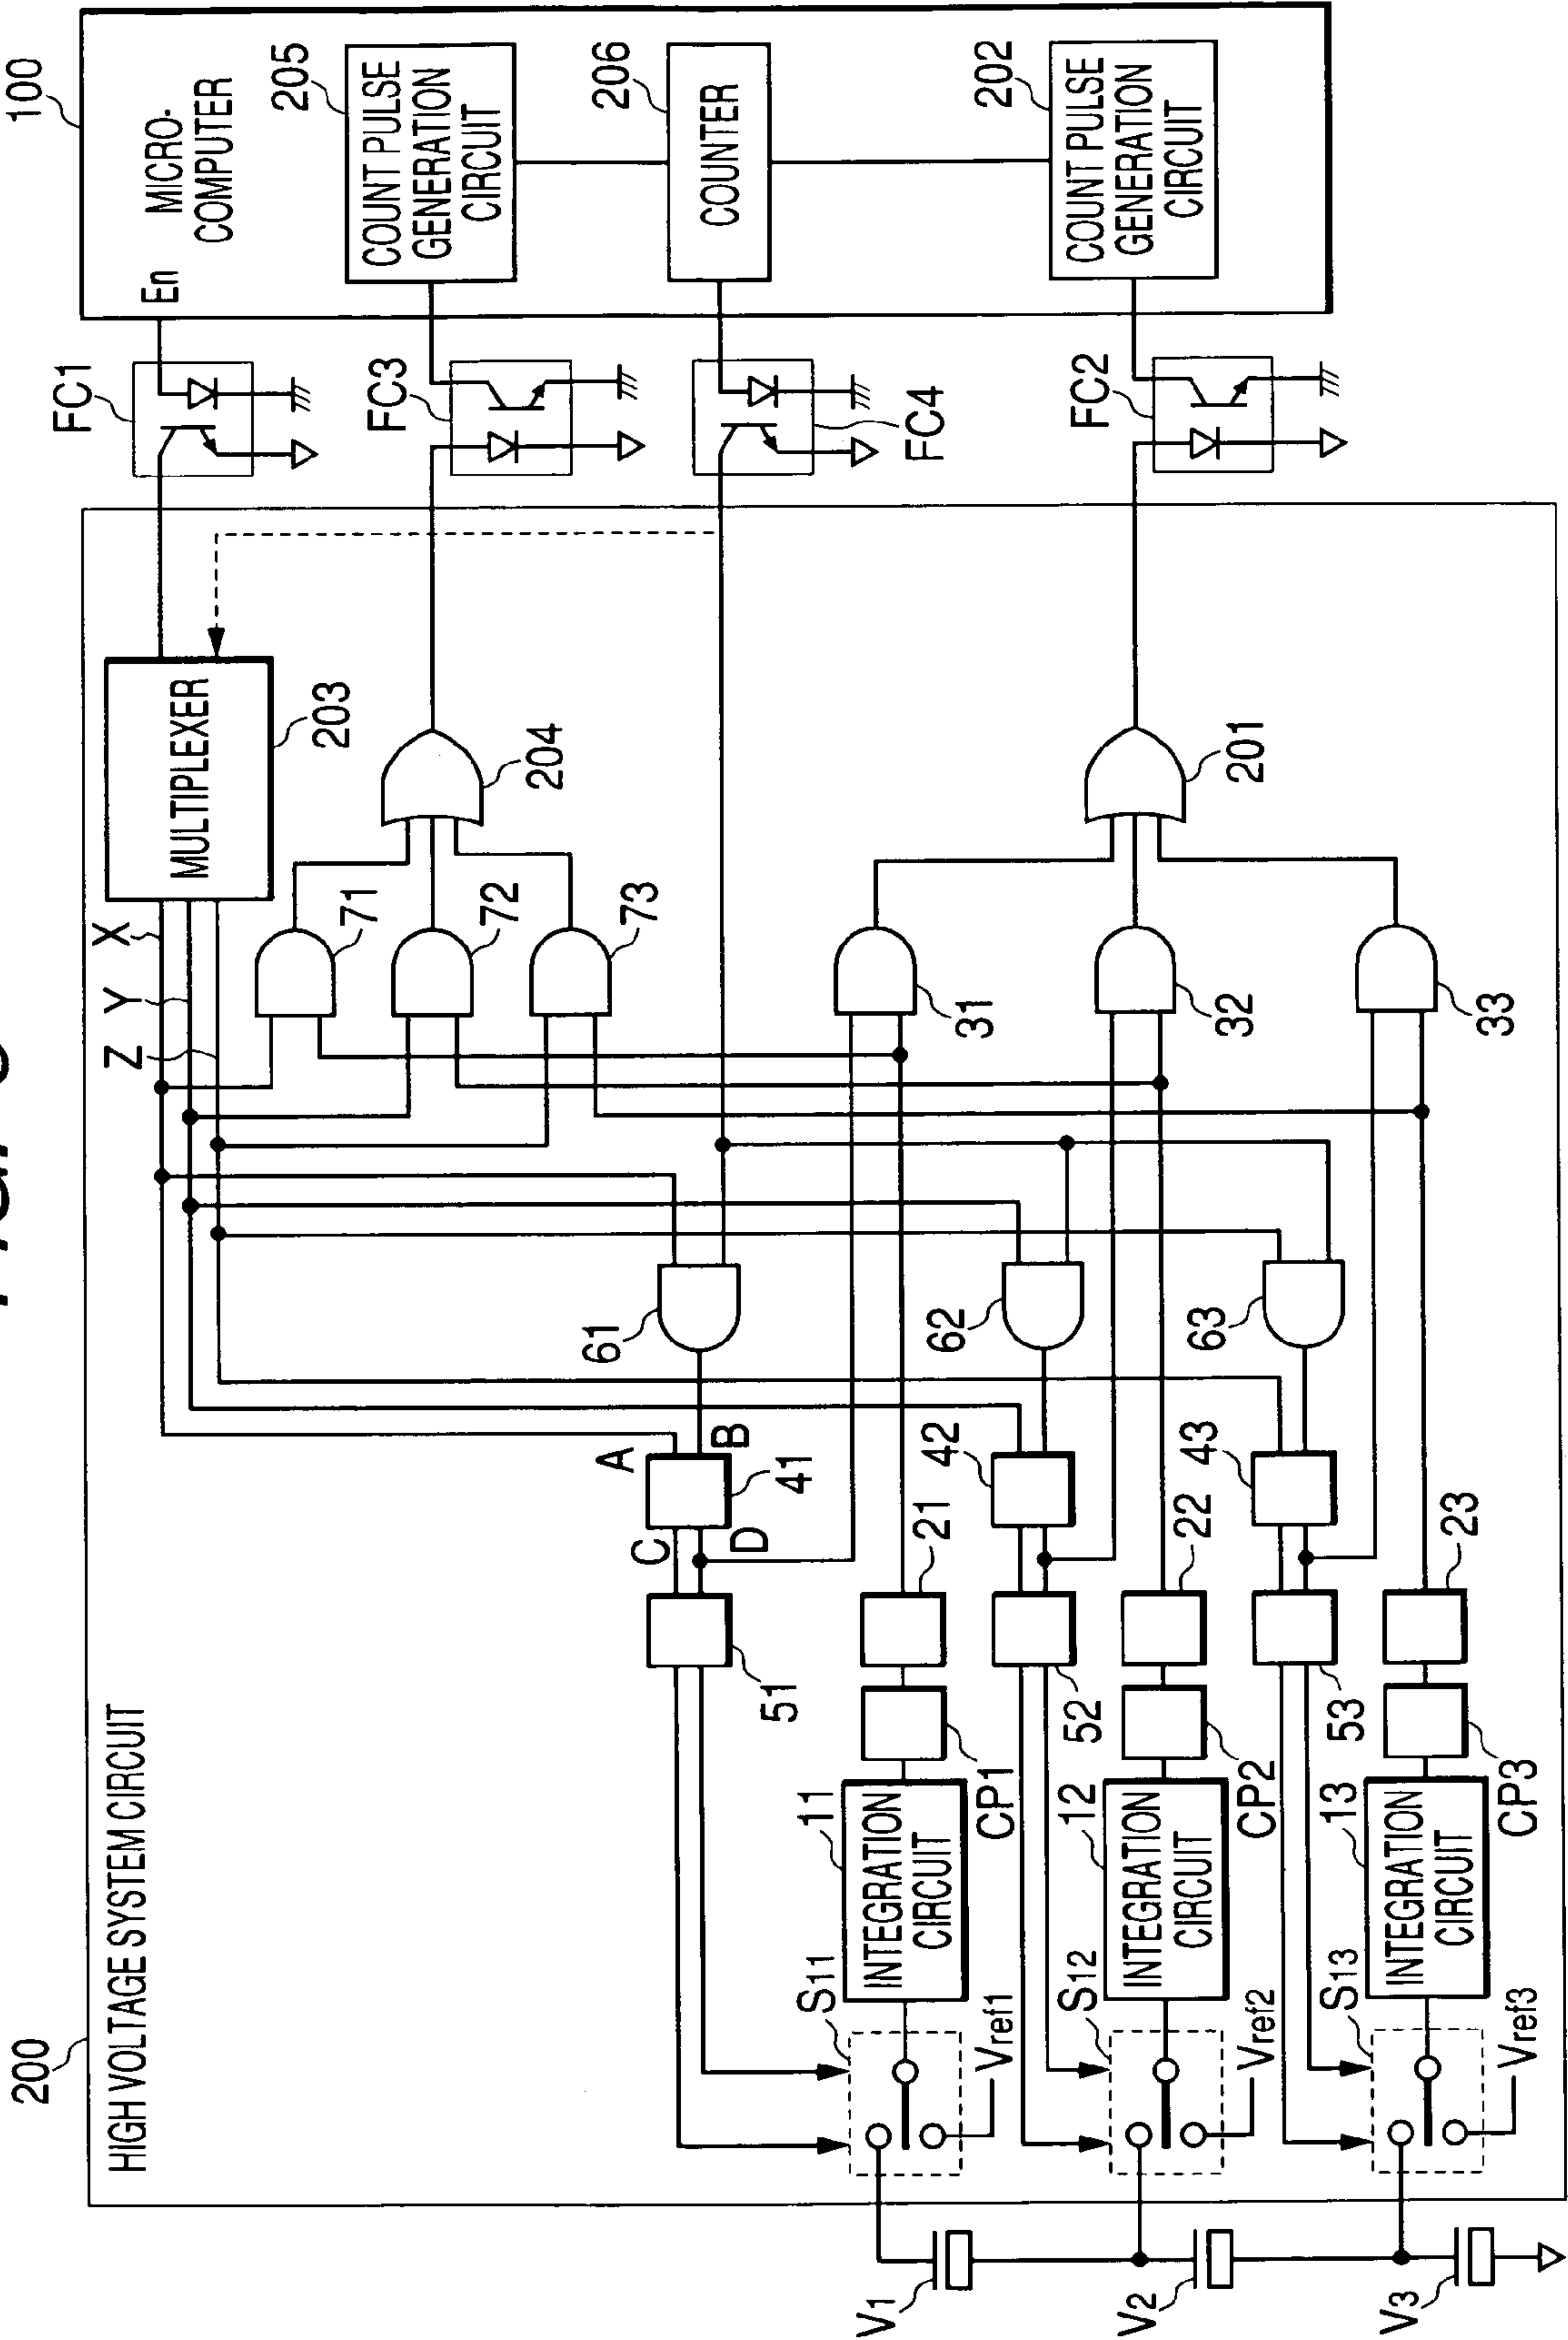 200
HIGH VOLTAGE SYSTEM CIRCUIT
100
MICRO-
COMPUTER
En
205
COUNT PULSE
GENERATION
CIRCUIT
206
COUNTER
202
COUNT PULSE
GENERATION
CIRCUIT
FC1
FC3
FC4
FC2
MULTIPLEXER
203
X
Y
Z
204
201
71
72
73
31
32
33
61
62
63
A
B
C
D
41
42
43
51
52
53
21
22
23
CP1
CP2
CP3
11
INTEGRATION
CIRCUIT
12
INTEGRATION
CIRCUIT
13
INTEGRATION
CIRCUIT
S11
S12
S13
Vref1
Vref2
Vref3
V1
V2
V3